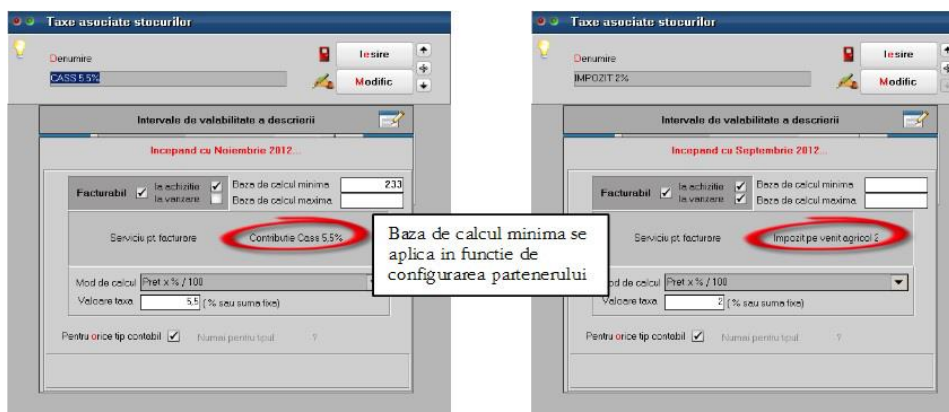 Taxe asociate stocurilor
Denumire
CASS 5.5%
Iesire
Modific
Intervale de valabilitate a descrierii
Incepand cu Noiembrie 2012...
Facturabil
la achizitie
la vanzare
Baza de calcul minima 233
Baza de calcul maxima
Serviciu pt. facturare Contributie Cass 5,5%
Mod de calcul Pret x % / 100
Valoare taxa 5,5 (% sau suma fixa)
Pentru orice tip contabil Numai pentru tipul ?
Baza de calcul minima se
aplica in functie de
configurarea partenerului
Taxe asociate stocurilor
Denumire
IMPOZIT 2%
Iesire
Modific
Intervale de valabilitate a descrierii
Incepand cu Septembrie 2012...
Facturabil
la achizitie
la vanzare
Baza de calcul minima
Baza de calcul maxima
Serviciu pt. facturare Impozit pe venit agricol 2
od de calcul Pret x % / 100
Valoare taxa 2 (% sau suma fixa)
Pentru orice tip contabil Numai pentru tipul ?